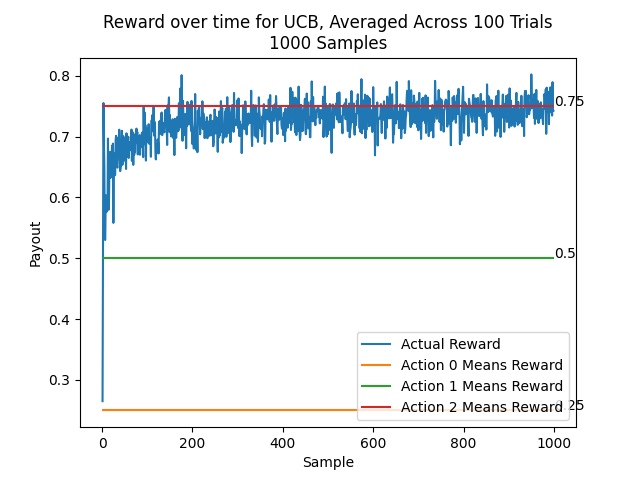 Reward over time for UCB, Averaged Across 100 Trials
1000 Samples
Payout
0.8
0.7
0.6
0.5
0.4
0.3
0.75
0.5
Actual Reward
Action 0 Means Reward
Action 1 Means Reward
Action 2 Means Reward
0.25
0
200
400
600
800
1000
Sample